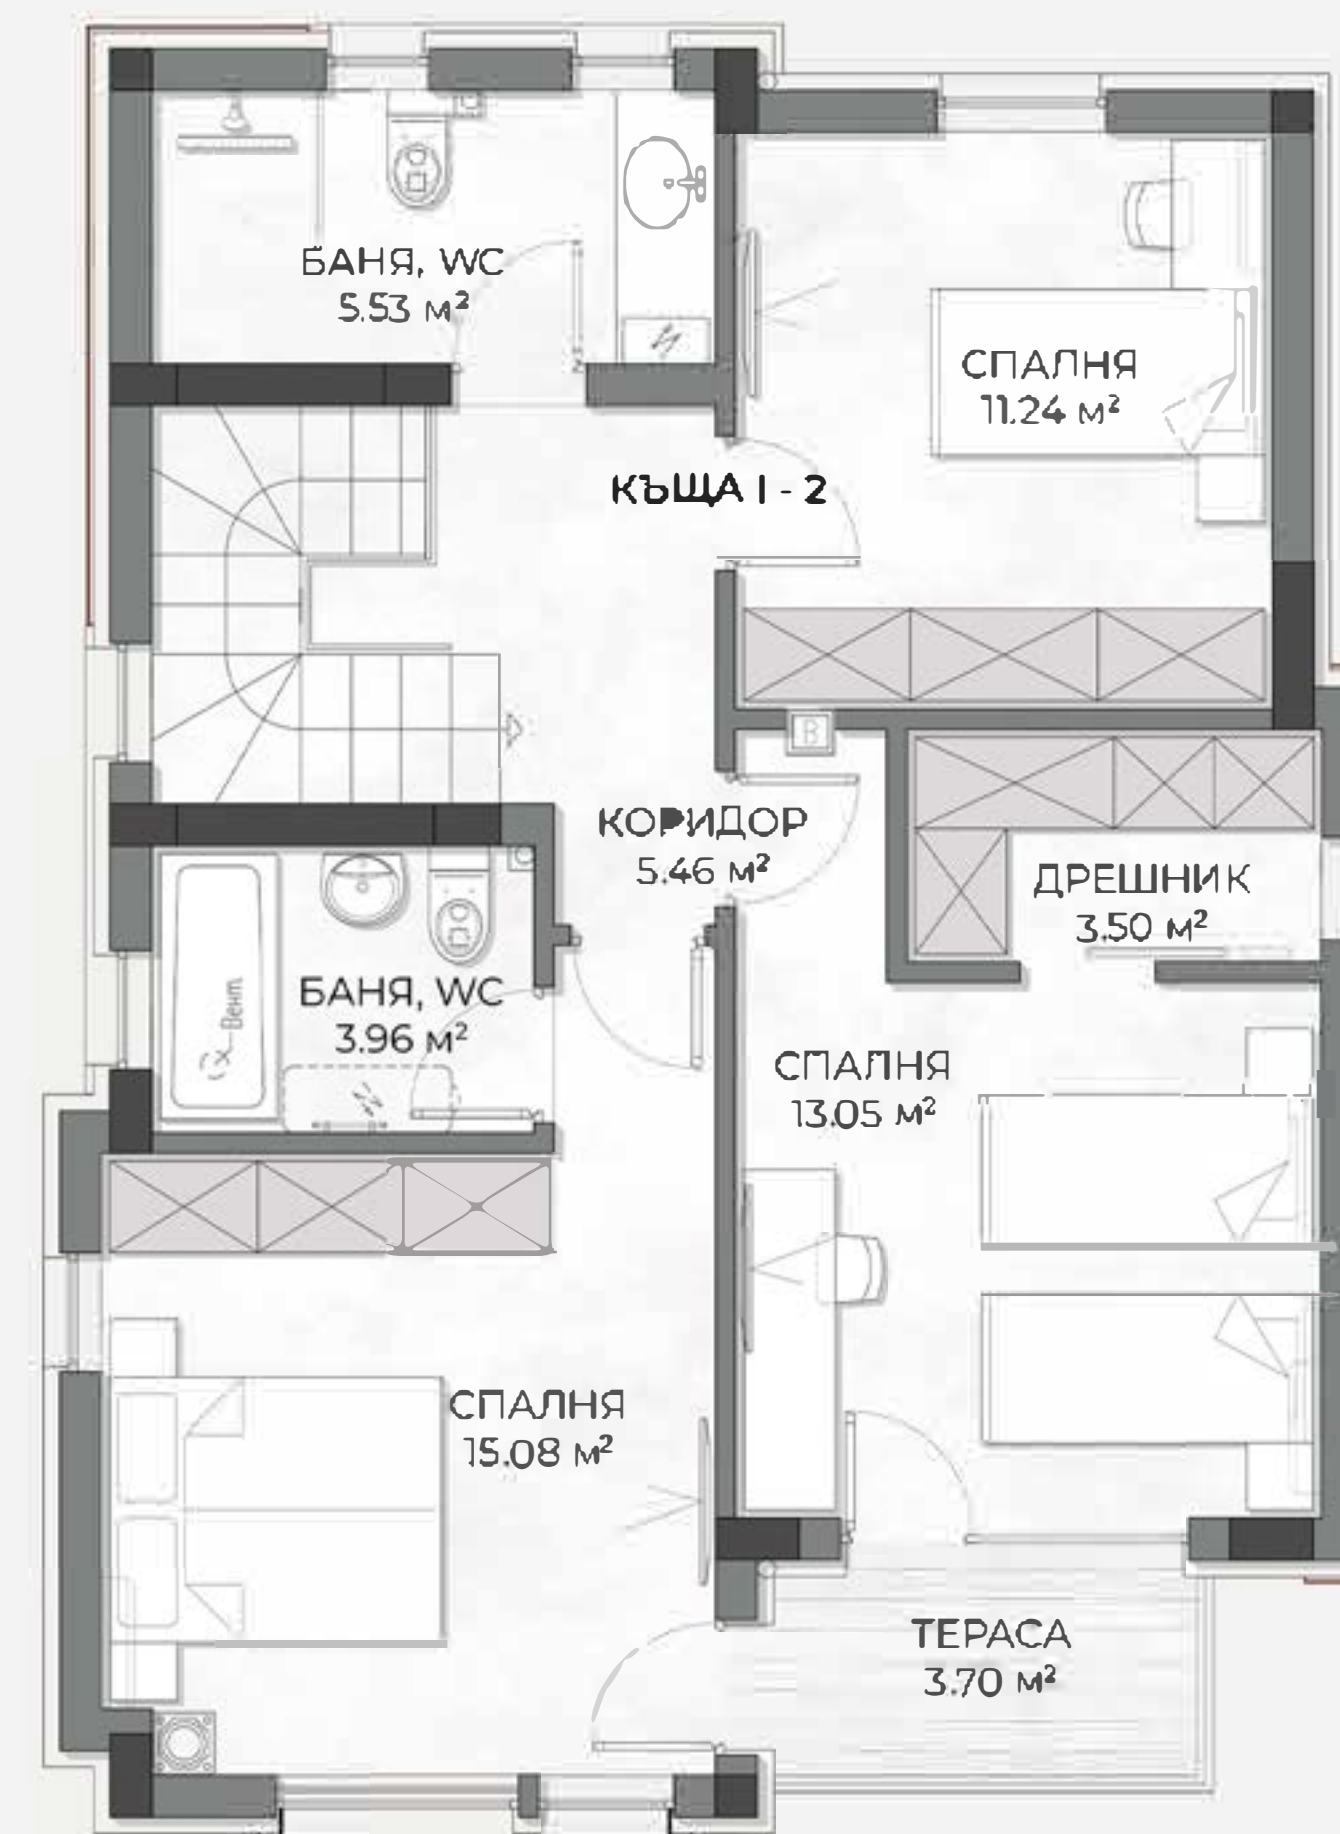 БАНЯ, WC
5.53 м²
СПАЛНЯ
11.24 м²
КЪЩА I - 2
В
КОРИДОР
5.46 м²
ДРЕШНИК
3.50 м²
БАНЯ, WC
3.96 м²
Вент.
СПАЛНЯ
13.05 м²
СПАЛНЯ
15.08 м²
ТЕРАСА
3.70 м²